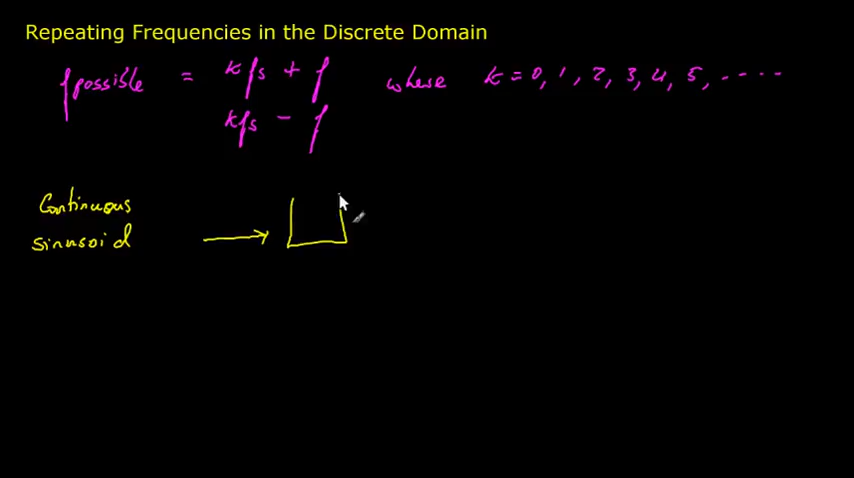 Repeating Frequencies in the Discrete Domain
fpossible = kfs + f where k = 0, 1, 2, 3, 4, 5, ....
kfs - f
Continuous
sinusoid